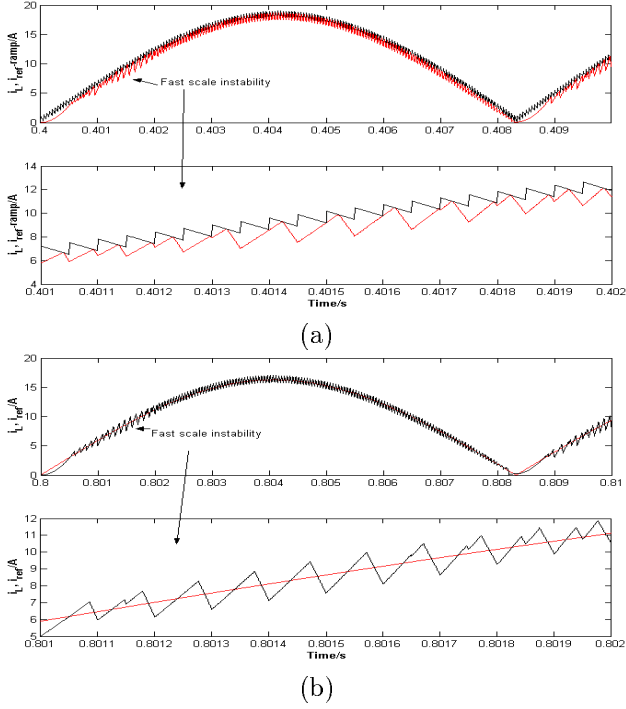 i_L, i_ref-ramp/A
20
15
10
5
0
Fast scale instability
0.4 0.401 0.402 0.403 0.404 0.405 0.406 0.407 0.408 0.409
i_L, i_ref-ramp/A
14
12
10
8
6
4
0.401 0.4011 0.4012 0.4013 0.4014 0.4015 0.4016 0.4017 0.4018 0.4019 0.402
Time/s
(a)
i_L, i_ref/A
20
15
10
5
0
Fast scale instability
0.8 0.801 0.802 0.803 0.804 0.805 0.806 0.807 0.808 0.809 0.81
i_L, i_ref/A
12
11
10
9
8
7
6
5
0.801 0.8011 0.8012 0.8013 0.8014 0.8015 0.8016 0.8017 0.8018 0.8019 0.802
Time/s
(b)